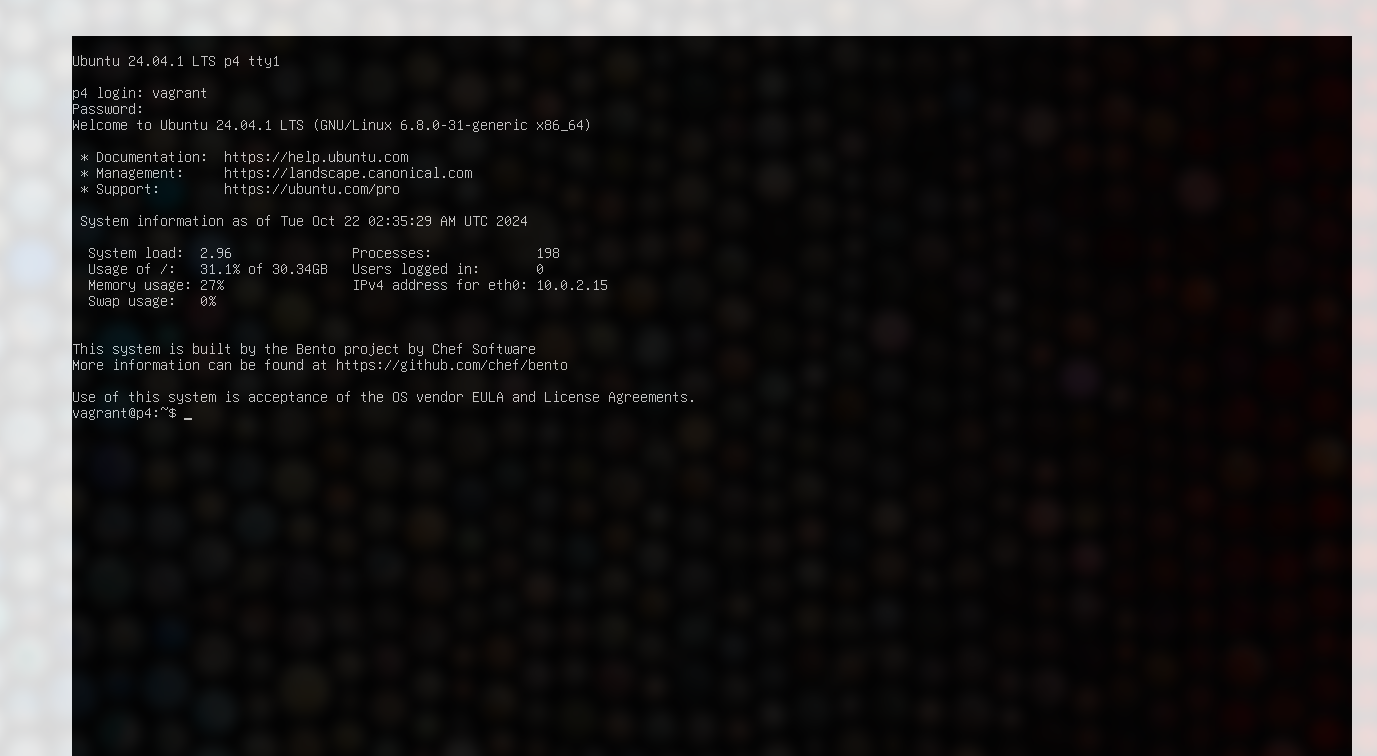 Ubuntu 24.04.1 LTS p4 tty1
p4 login: vagrant
Password:
Welcome to Ubuntu 24.04.1 LTS (GNU/Linux 6.8.0-31-generic x86_64)
* Documentation:  https://help.ubuntu.com
* Management:     https://landscape.canonical.com
* Support:        https://ubuntu.com/pro
System information as of Tue Oct 22 02:35:29 AM UTC 2024
System load:  2.96               Processes:             198
Usage of /:   31.1% of 30.34GB   Users logged in:       0
Memory usage: 27%                IPv4 address for eth0: 10.0.2.15
Swap usage:   0%
This system is built by the Bento project by Chef Software
More information can be found at https://github.com/chef/bento
Use of this system is acceptance of the OS vendor EULA and License Agreements.
vagrant@p4:~$ _